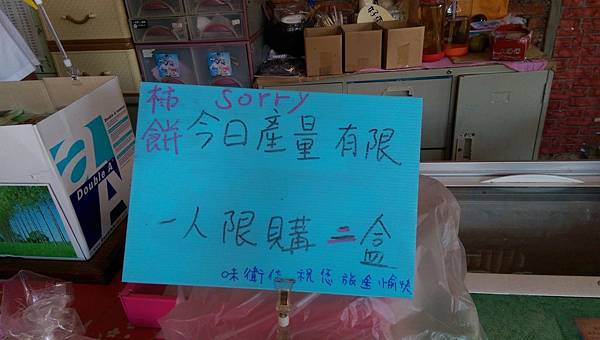 柿餅 sorry
今日產量有限
一人限購二盒
味衛佳 祝您旅途愉快
Double A